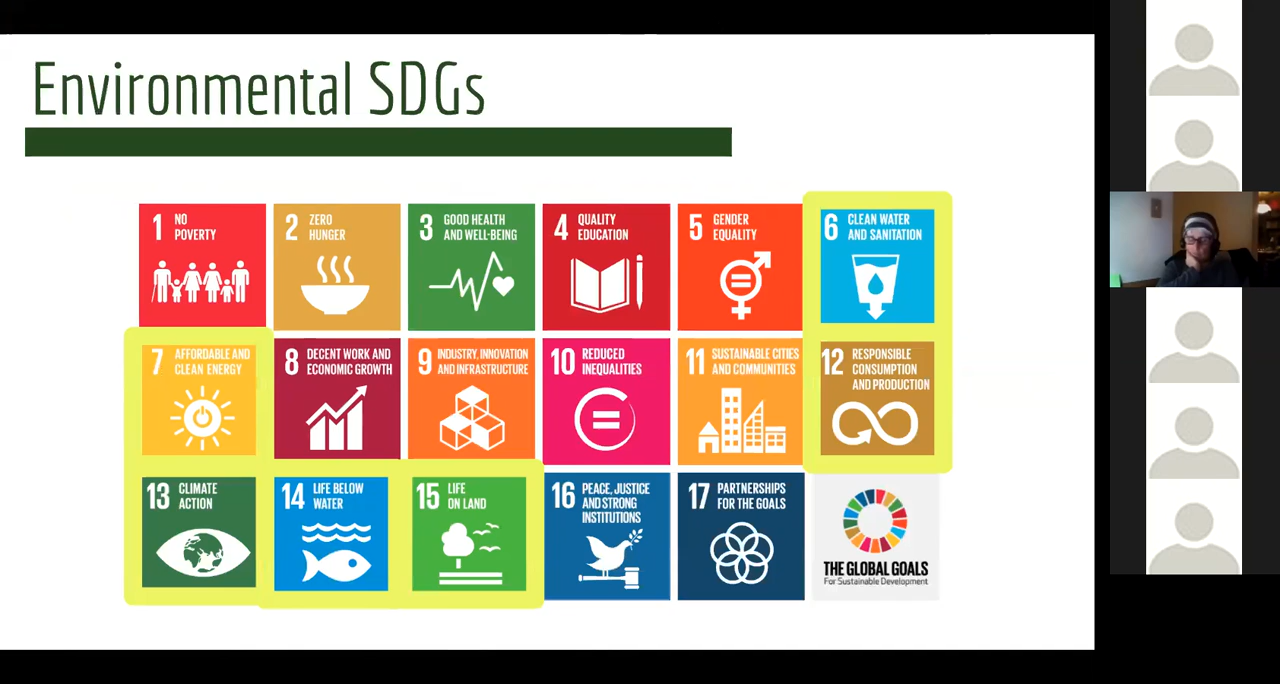 Environmental SDGs
1 NO
POVERTY
2 ZERO
HUNGER
3 GOOD HEALTH
AND WELL-BEING
4 QUALITY
EDUCATION
5 GENDER
EQUALITY
6 CLEAN WATER
AND SANITATION
7 AFFORDABLE AND
CLEAN ENERGY
8 DECENT WORK AND
ECONOMIC GROWTH
9 INDUSTRY, INNOVATION
AND INFRASTRUCTURE
10 REDUCED
INEQUALITIES
11 SUSTAINABLE CITIES
AND COMMUNITIES
12 RESPONSIBLE
CONSUMPTION
AND PRODUCTION
13 CLIMATE
ACTION
14 LIFE BELOW
WATER
15 LIFE
ON LAND
16 PEACE, JUSTICE
AND STRONG
INSTITUTIONS
17 PARTNERSHIPS
FOR THE GOALS
THE GLOBAL GOALS
For Sustainable Development